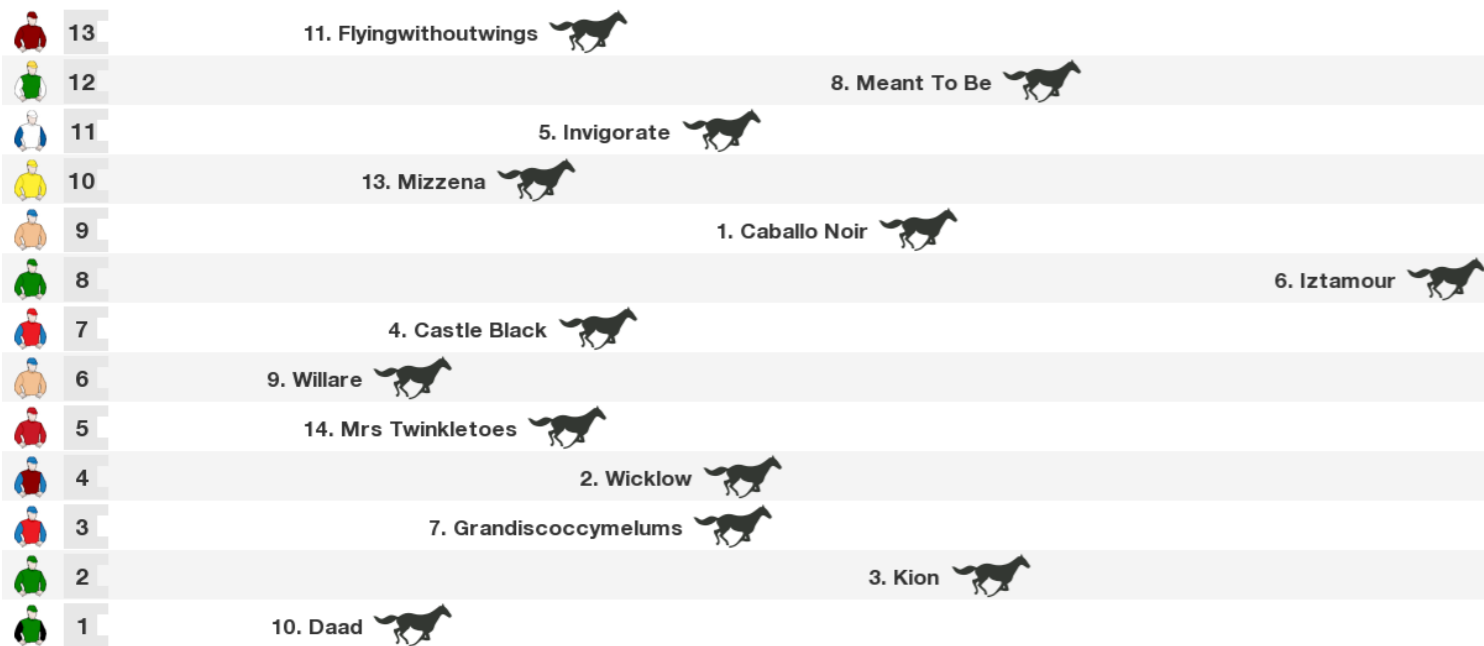 13 11. Flyingwithoutwings
12 8. Meant To Be
11 5. Invigorate
10 13. Mizzena
9 1. Caballo Noir
8 6. Iztamour
7 4. Castle Black
6 9. Willare
5 14. Mrs Twinkletoes
4 2. Wicklow
3 7. Grandiscoccymelums
2 3. Kion
1 10. Daad